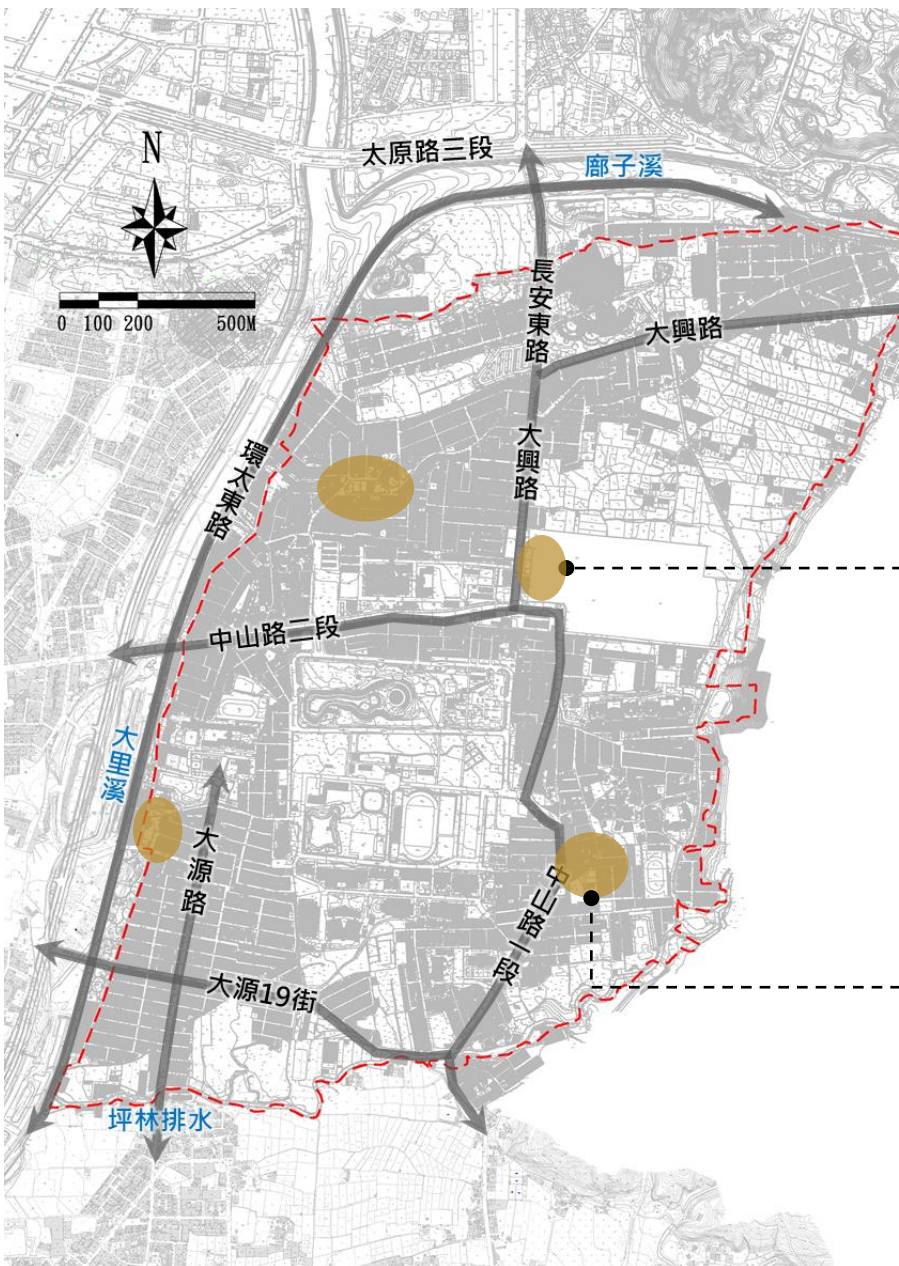 太原路三段
廍子溪
N
0 100 200 500M
長安東路
大興路
大興路
環太東路
中山路二段
大里溪
大源路
中山路一段
大源19街
坪林排水